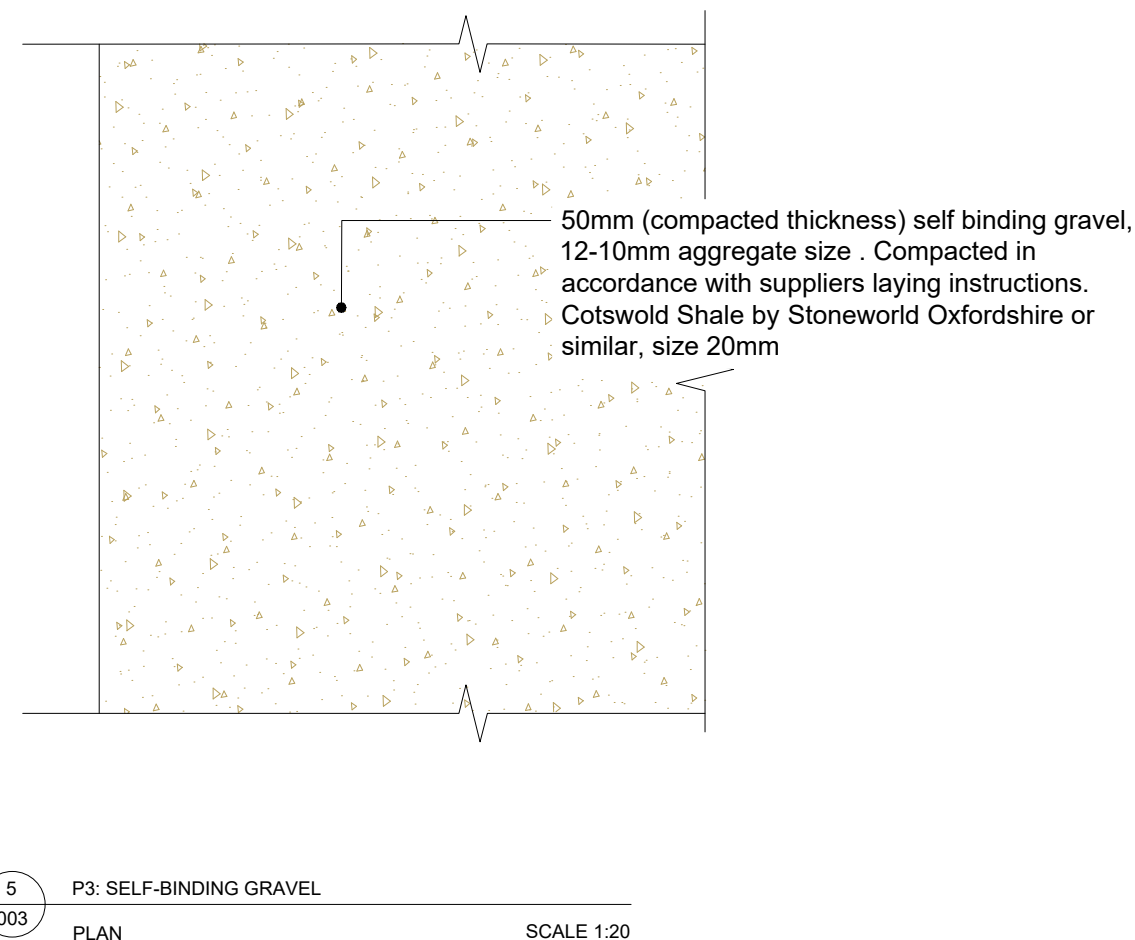 50mm (compacted thickness) self binding gravel,
12-10mm aggregate size . Compacted in
accordance with suppliers laying instructions.
Cotswold Shale by Stoneworld Oxfordshire or
similar, size 20mm
5
P3: SELF-BINDING GRAVEL
003
PLAN
SCALE 1:20